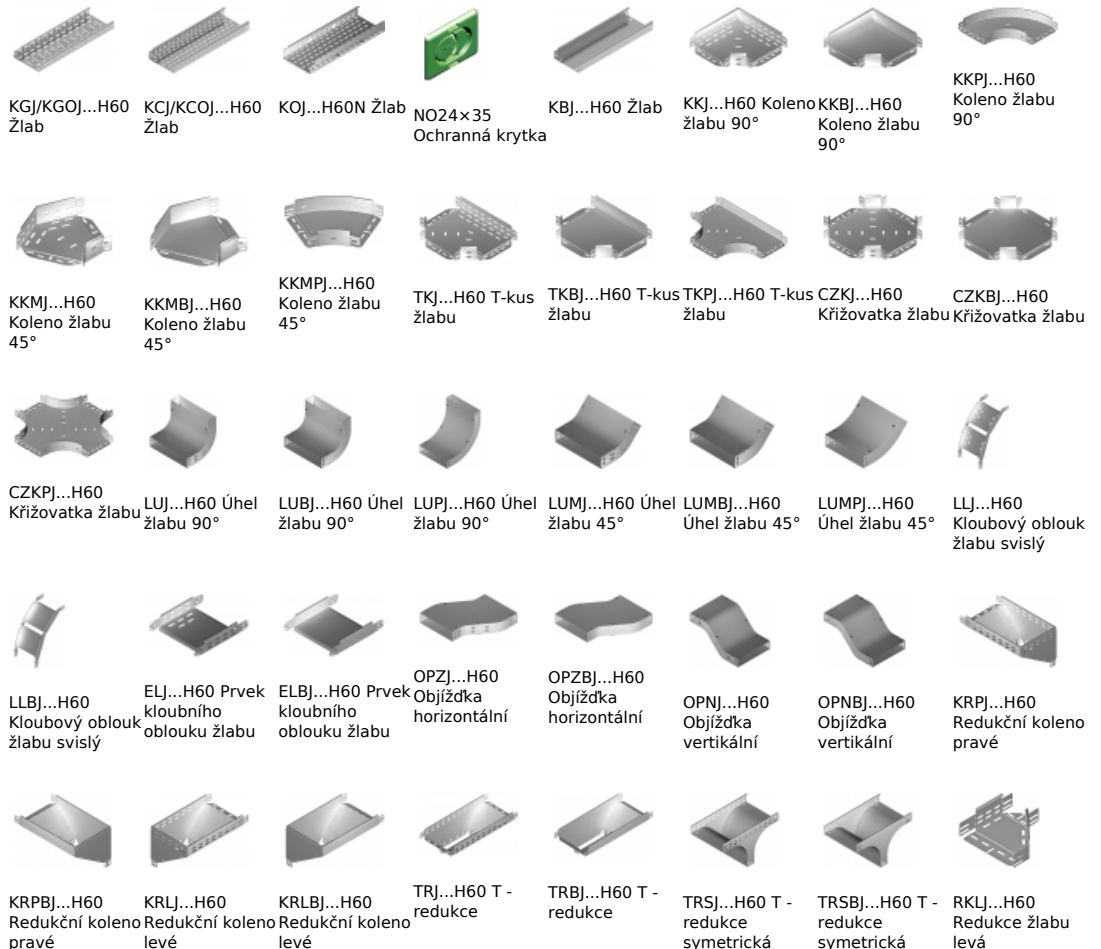 KGJ/KGOJ...H60
Žlab
KCJ/KCOJ...H60
Žlab
KOJ...H60N Žlab
NO24×35
Ochranná krytka
KBJ...H60 Žlab
KKJ...H60 Koleno
žlabu 90°
KKBJ...H60
Koleno žlabu
90°
KKPJ...H60
Koleno žlabu
90°
KKMJ...H60
Koleno žlabu
45°
KKMBJ...H60
Koleno žlabu
45°
KKMPJ...H60
Koleno žlabu
45°
TKJ...H60 T-kus
žlabu
TKBJ...H60 T-kus
žlabu
TKPJ...H60 T-kus
žlabu
CZKJ...H60
Křižovatka žlabu
CZKBJ...H60
Křižovatka žlabu
CZKPJ...H60
Křižovatka žlabu
LUJ...H60 Úhel
žlabu 90°
LUBJ...H60 Úhel
žlabu 90°
LUPJ...H60 Úhel
žlabu 90°
LUMJ...H60 Úhel
žlabu 45°
LUMBJ...H60
Úhel žlabu 45°
LUMPJ...H60
Úhel žlabu 45°
LLJ...H60
Kloubový oblouk
žlabu svislý
LLBJ...H60
Kloubový oblouk
žlabu svislý
ELJ...H60 Prvek
kloubního
oblouku žlabu
ELBJ...H60 Prvek
kloubního
oblouku žlabu
OPZJ...H60
Objížďka
horizontální
OPZBJ...H60
Objížďka
horizontální
OPNJ...H60
Objížďka
vertikální
OPNBJ...H60
Objížďka
vertikální
KRPJ...H60
Redukční koleno
pravé
KRPBJ...H60
Redukční koleno
pravé
KRLJ...H60
Redukční koleno
levé
KRLBJ...H60
Redukční koleno
levé
TRJ...H60 T -
redukce
TRBJ...H60 T -
redukce
TRSJ...H60 T -
redukce
symetrická
TRSBJ...H60 T -
redukce
symetrická
RKLJ...H60
Redukce žlabu
levá